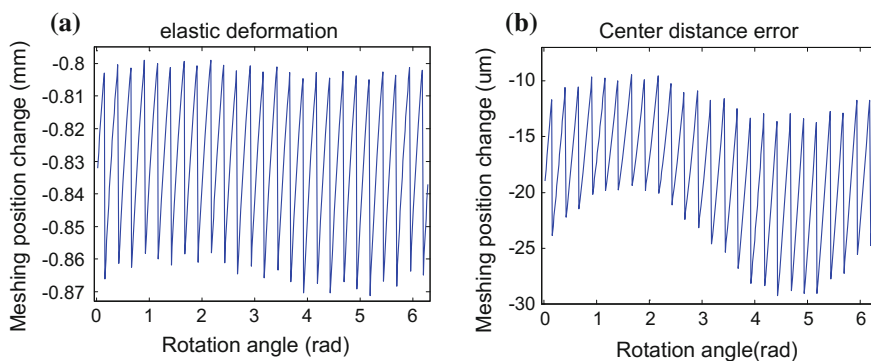 (a)
elastic deformation
Meshing position change (mm)
-0.8
-0.81
-0.82
-0.83
-0.84
-0.85
-0.86
-0.87
0 1 2 3 4 5 6
Rotation angle (rad)
(b)
Center distance error
Meshing position change (um)
-10
-15
-20
-25
-30
0 1 2 3 4 5 6
Rotation angle(rad)